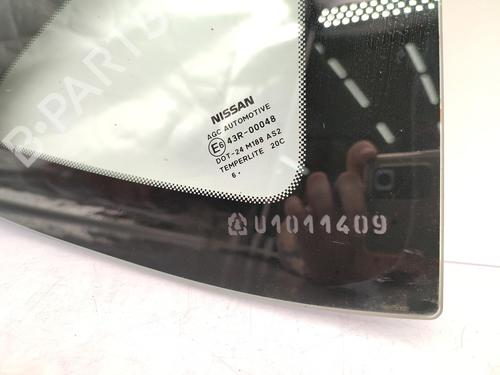 B-PARTS
NISSAN
AGC AUTOMOTIVE
E6 43R-00048
DOT-24 M188 AS2
TEMPERLITE 20C
6.
U1011409